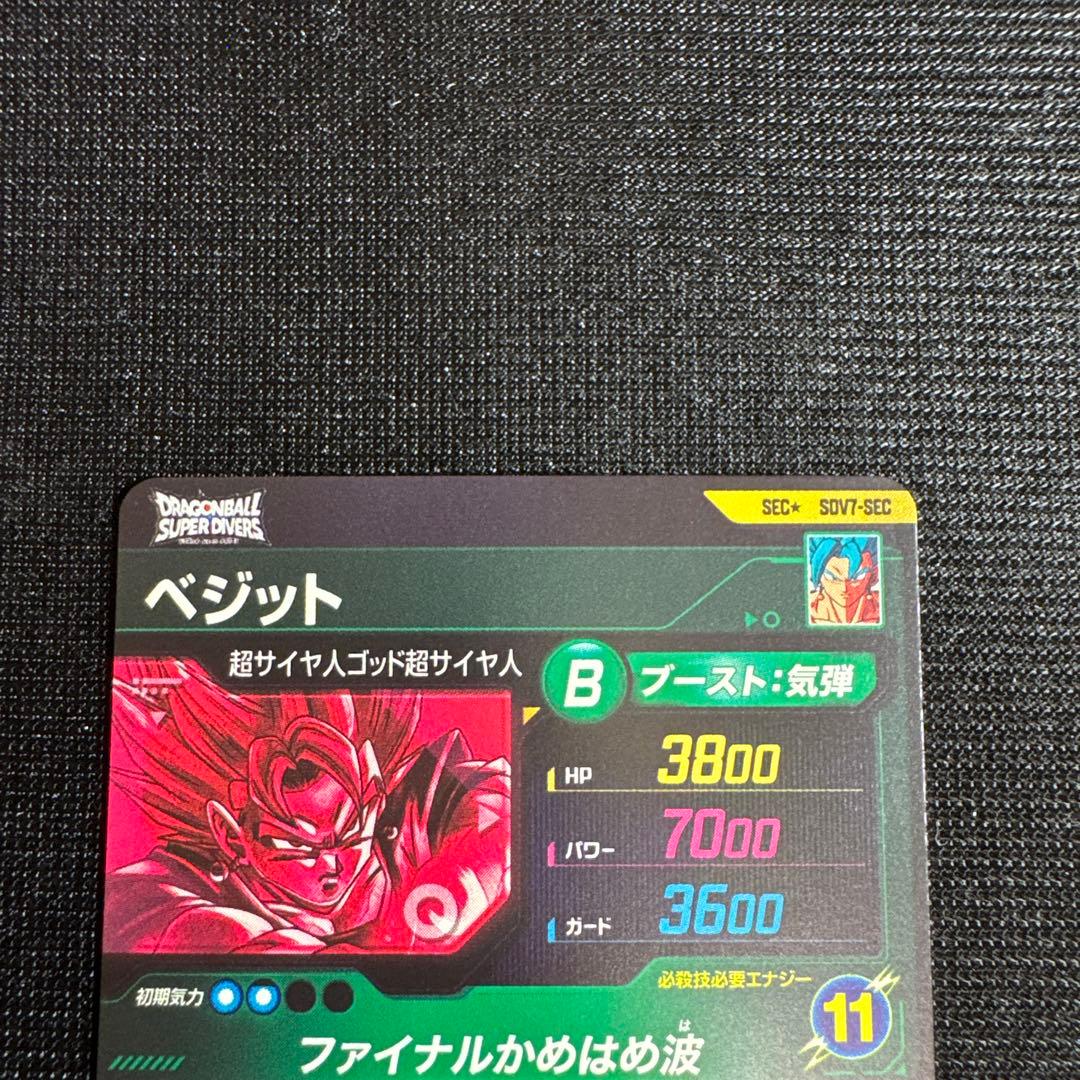 DRAGONBALL
SUPER DIVERS
SEC★ SDV7-SEC
ベジット
超サイヤ人ゴッド超サイヤ人
B ブースト:気弾
HP 3800
パワー 7000
ガード 3600
初期気力
必殺技必要エナジー
11
は
ファイナルかめはめ波